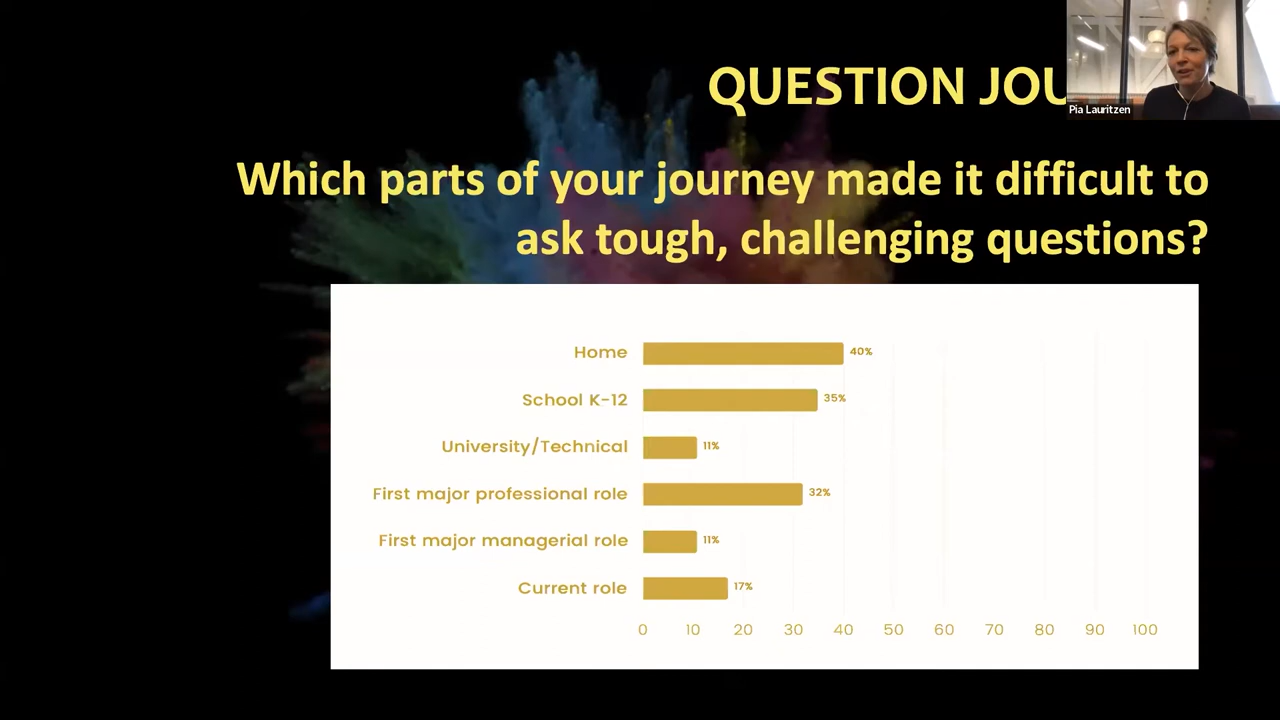 QUESTION JOU
Pia Lauritzen
Which parts of your journey made it difficult to
ask tough, challenging questions?
Home 40%
School K-12 35%
University/Technical 11%
First major professional role 32%
First major managerial role 11%
Current role 17%
0 10 20 30 40 50 60 70 80 90 100